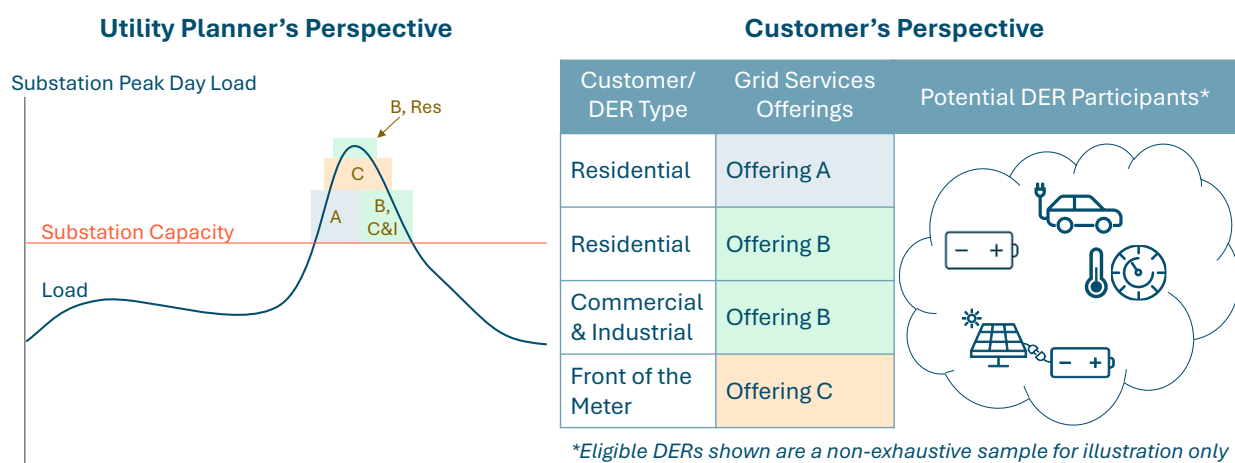 Utility Planner's Perspective
Substation Peak Day Load
B, Res
C
A
B,
C&I
Substation Capacity
Load
Customer's Perspective
Customer/
DER Type
Grid Services
Offerings
Potential DER Participants*
Residential
Offering A
Residential
Offering B
Commercial
& Industrial
Offering B
Front of the
Meter
Offering C
*Eligible DERs shown are a non-exhaustive sample for illustration only